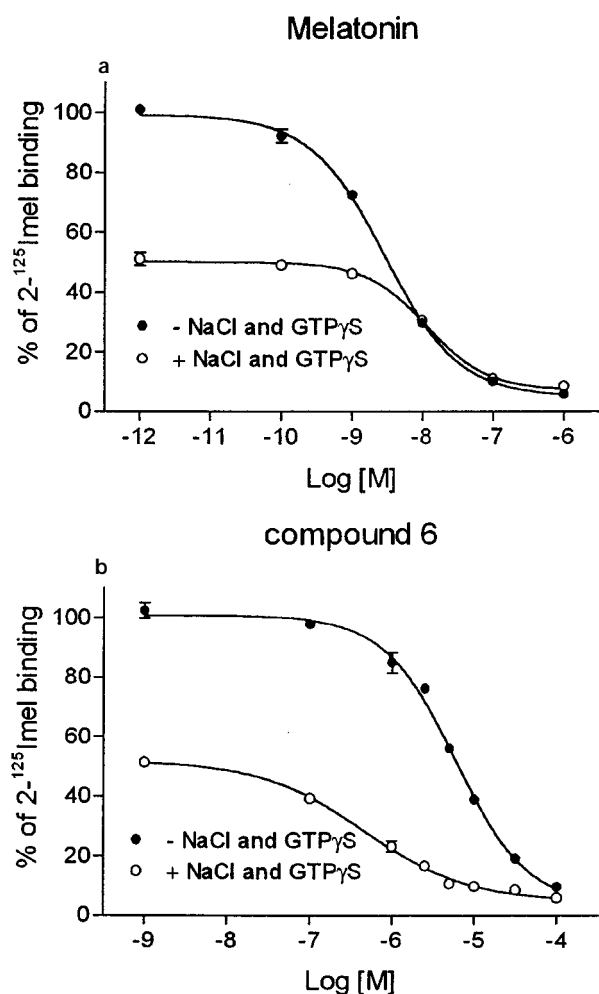 Melatonin
a
% of 2-¹²⁵Imel binding
100
80
60
40
20
0
- NaCl and GTPγS
+ NaCl and GTPγS
-12 -11 -10 -9 -8 -7 -6
Log [M]
compound 6
b
% of 2-¹²⁵Imel binding
100
80
60
40
20
0
- NaCl and GTPγS
+ NaCl and GTPγS
-9 -8 -7 -6 -5 -4
Log [M]